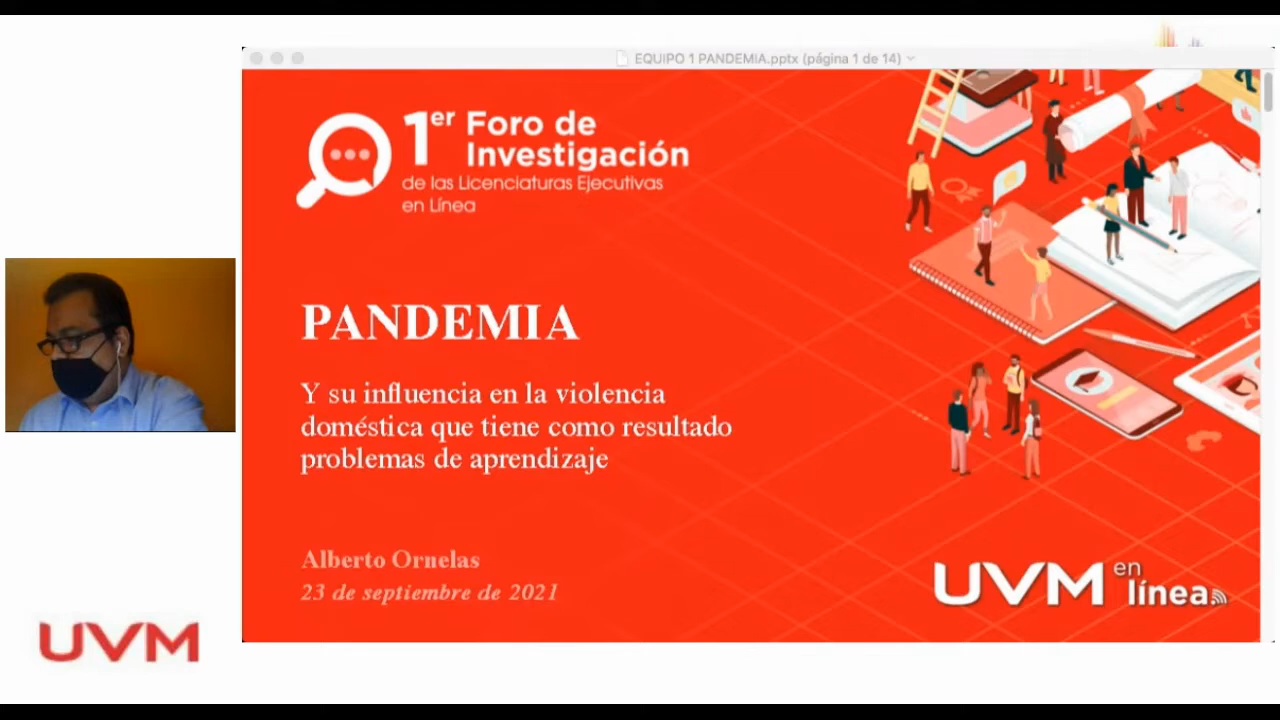 EQUIPO 1 PANDEMIA.pptx (página 1 de 14)
1er Foro de
Investigación
de las Licenciaturas Ejecutivas
en Línea
PANDEMIA
Y su influencia en la violencia
doméstica que tiene como resultado
problemas de aprendizaje
Alberto Ornelas
23 de septiembre de 2021
UVM en
línea
UVM